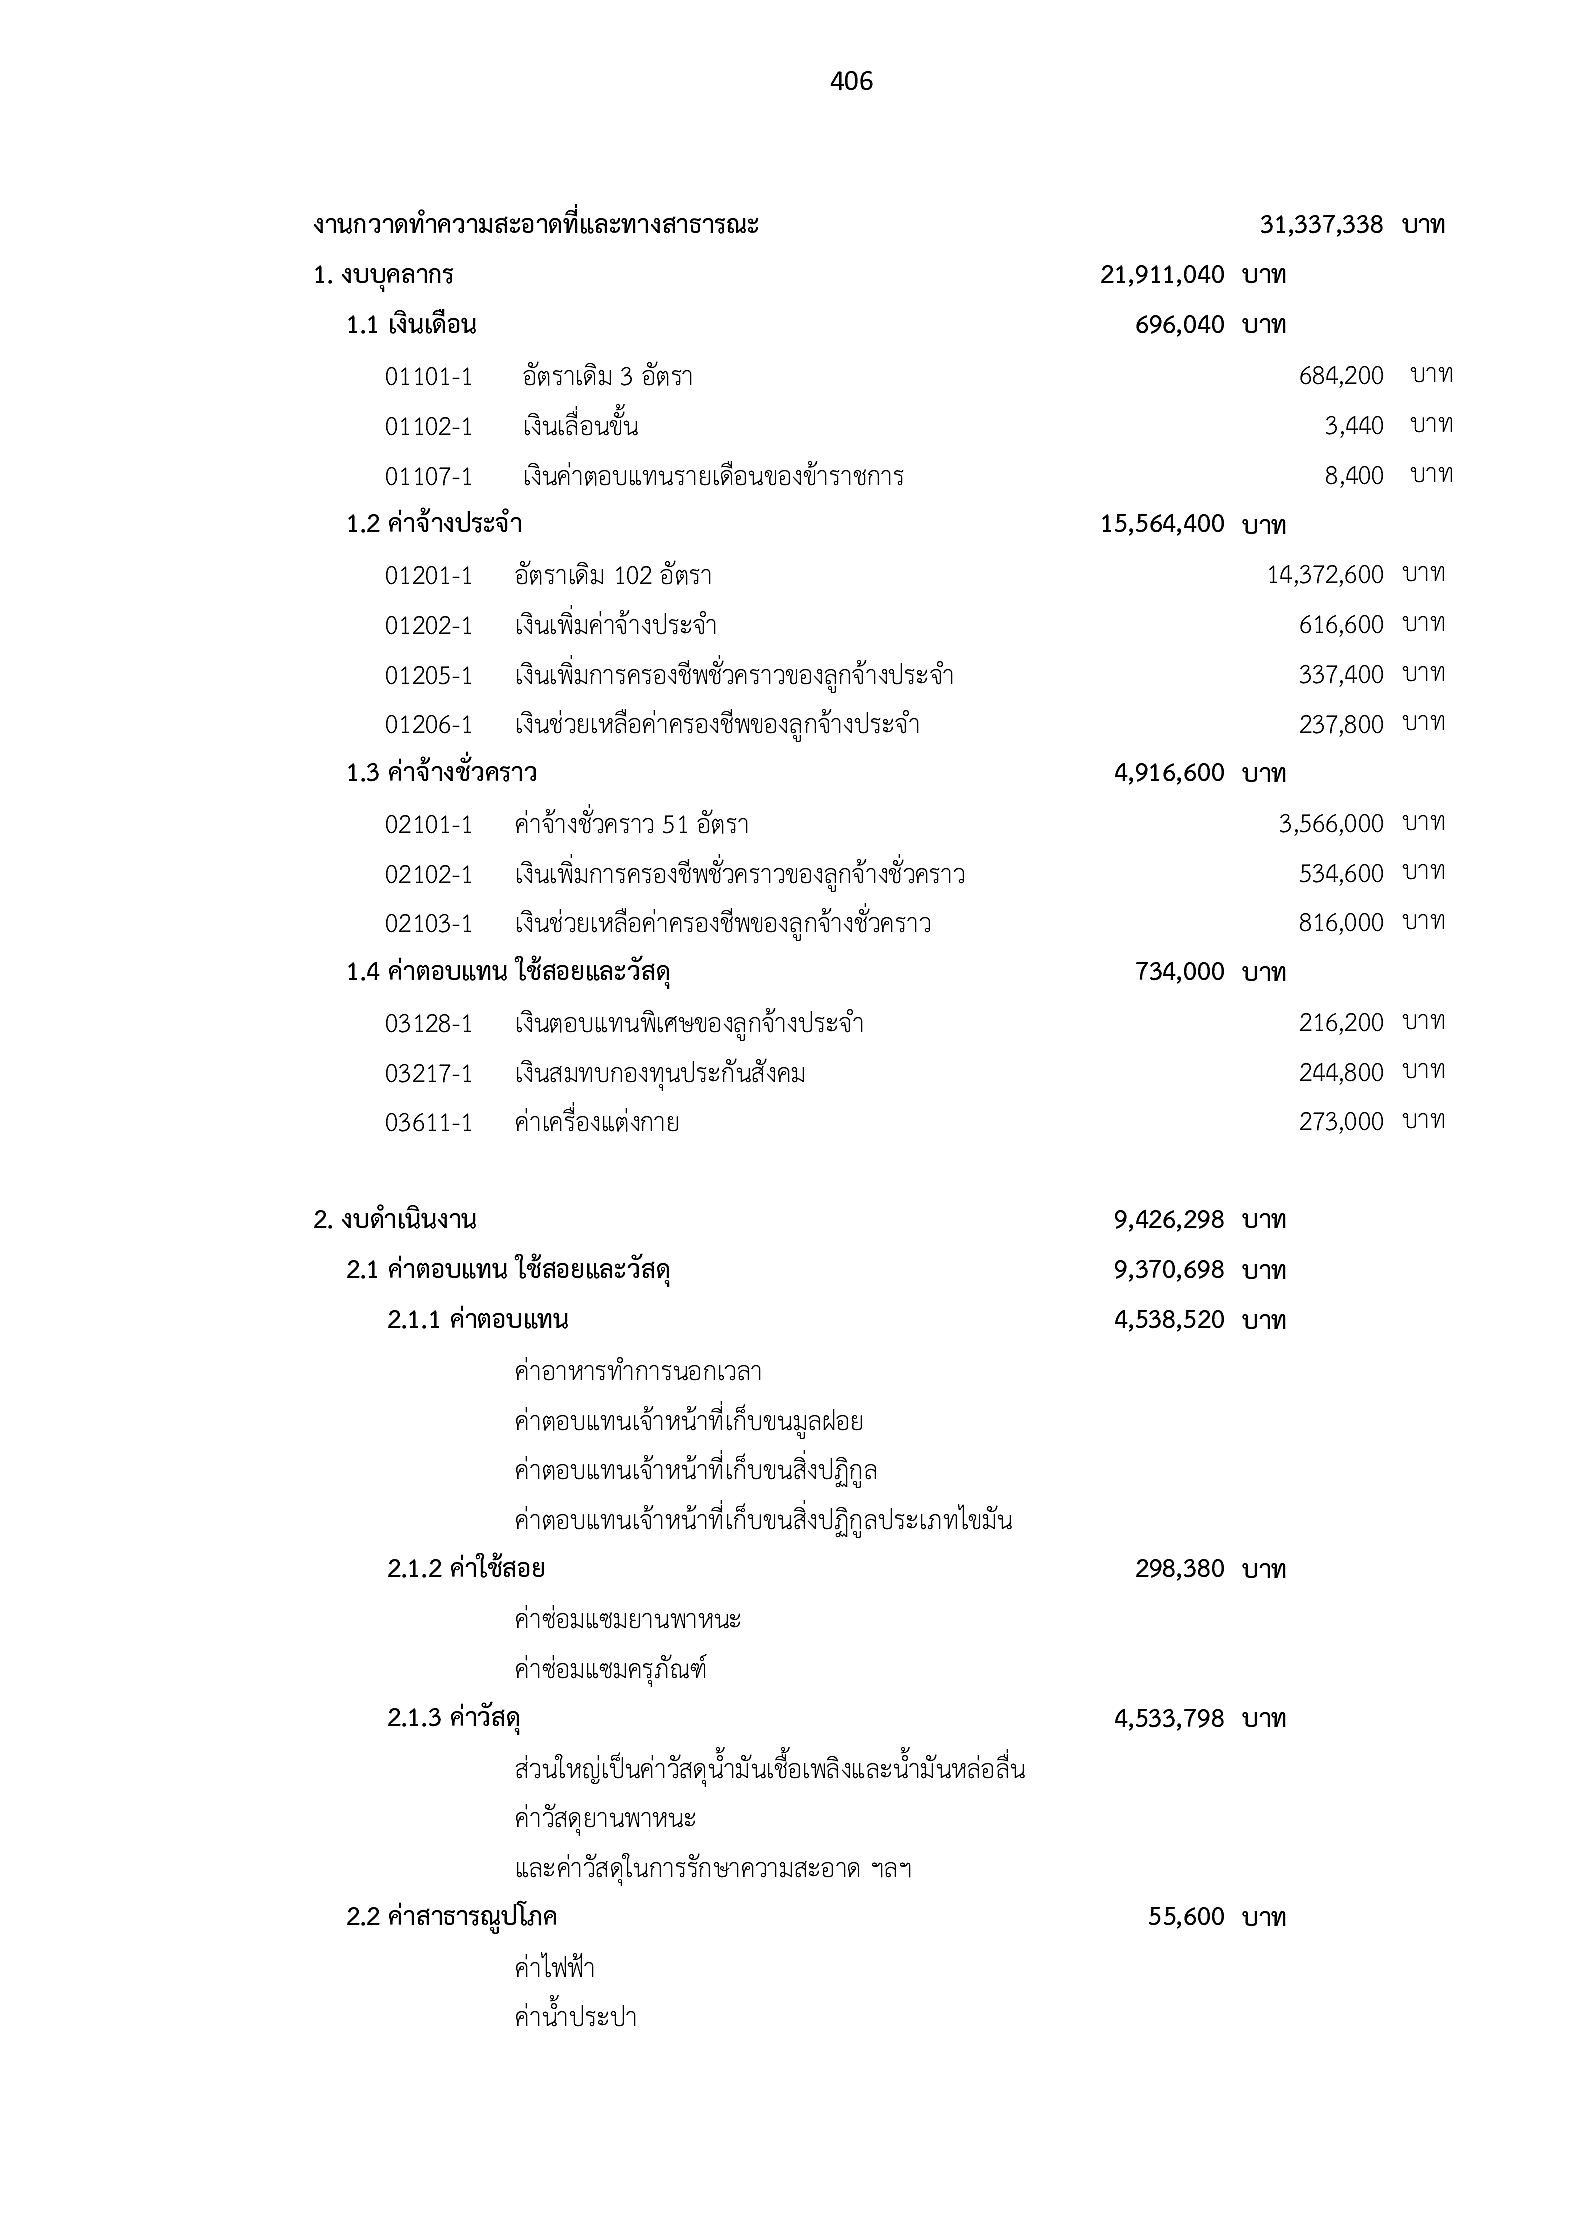 406
งานกวาดทำความสะอาดที่และทางสาธารณะ 31,337,338 บาท
1. งบบุคลากร 21,911,040 บาท
1.1 เงินเดือน 696,040 บาท
01101-1 อัตราเดิม 3 อัตรา 684,200 บาท
01102-1 เงินเลื่อนขั้น 3,440 บาท
01107-1 เงินค่าตอบแทนรายเดือนของข้าราชการ 8,400 บาท
1.2 ค่าจ้างประจำ 15,564,400 บาท
01201-1 อัตราเดิม 102 อัตรา 14,372,600 บาท
01202-1 เงินเพิ่มค่าจ้างประจำ 616,600 บาท
01205-1 เงินเพิ่มการครองชีพชั่วคราวของลูกจ้างประจำ 337,400 บาท
01206-1 เงินช่วยเหลือค่าครองชีพของลูกจ้างประจำ 237,800 บาท
1.3 ค่าจ้างชั่วคราว 4,916,600 บาท
02101-1 ค่าจ้างชั่วคราว 51 อัตรา 3,566,000 บาท
02102-1 เงินเพิ่มการครองชีพชั่วคราวของลูกจ้างชั่วคราว 534,600 บาท
02103-1 เงินช่วยเหลือค่าครองชีพของลูกจ้างชั่วคราว 816,000 บาท
1.4 ค่าตอบแทน ใช้สอยและวัสดุ 734,000 บาท
03128-1 เงินตอบแทนพิเศษของลูกจ้างประจำ 216,200 บาท
03217-1 เงินสมทบกองทุนประกันสังคม 244,800 บาท
03611-1 ค่าเครื่องแต่งกาย 273,000 บาท
2. งบดำเนินงาน 9,426,298 บาท
2.1 ค่าตอบแทน ใช้สอยและวัสดุ 9,370,698 บาท
2.1.1 ค่าตอบแทน 4,538,520 บาท
ค่าอาหารทำการนอกเวลา
ค่าตอบแทนเจ้าหน้าที่เก็บขนมูลฝอย
ค่าตอบแทนเจ้าหน้าที่เก็บขนสิ่งปฏิกูล
ค่าตอบแทนเจ้าหน้าที่เก็บขนสิ่งปฏิกูลประเภทไขมัน
2.1.2 ค่าใช้สอย 298,380 บาท
ค่าซ่อมแซมยานพาหนะ
ค่าซ่อมแซมครุภัณฑ์
2.1.3 ค่าวัสดุ 4,533,798 บาท
ส่วนใหญ่เป็นค่าวัสดุน้ำมันเชื้อเพลิงและน้ำมันหล่อลื่น
ค่าวัสดุยานพาหนะ
และค่าวัสดุในการรักษาความสะอาด ฯลฯ
2.2 ค่าสาธารณูปโภค 55,600 บาท
ค่าไฟฟ้า
ค่าน้ำประปา